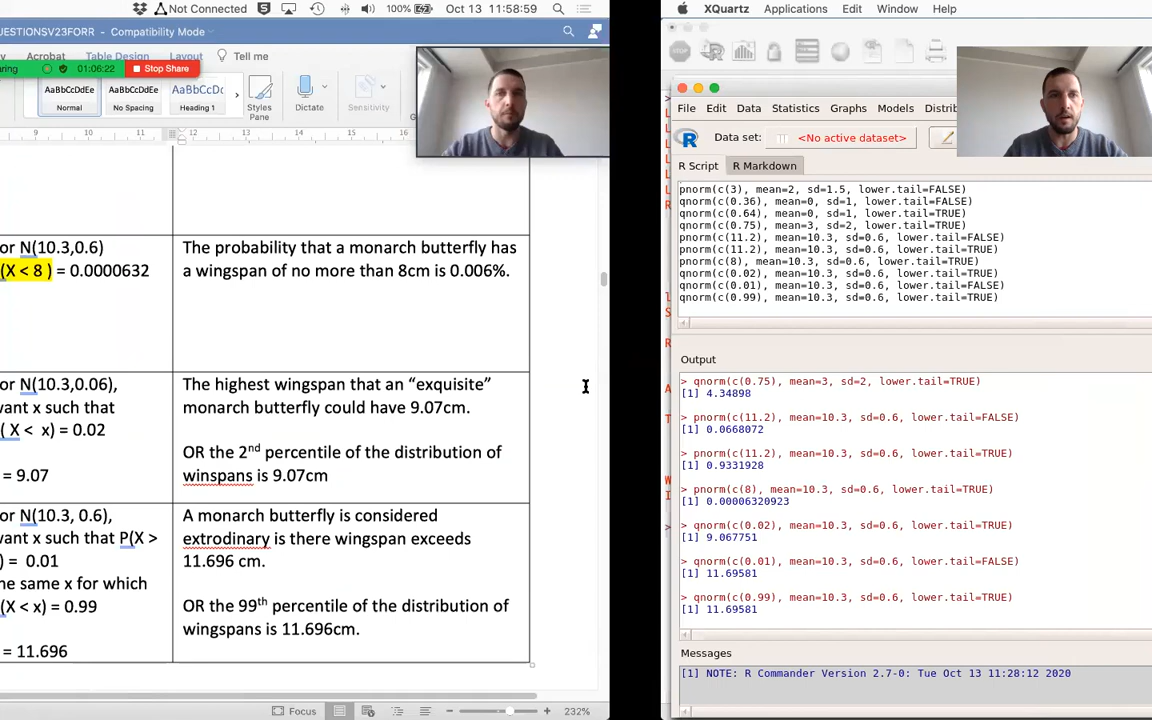 Not Connected 100% Oct 13 11:58:59
QUESTIONSV23FORR - Compatibility Mode
Acrobat Table Design Layout Tell me
aring 01:06:22 Stop Share
AaBbCcDdEe AaBbCcDdEe AaBbCcDd
Normal No Spacing Heading 1
Styles
Pane
Dictate
Sensitivity
9 10 11 12 13 14 15
or N(10.3,0.6)
(X < 8 ) = 0.0000632
The probability that a monarch butterfly has
a wingspan of no more than 8cm is 0.006%.
or N(10.3,0.06),
want x such that
( X < x) = 0.02
= 9.07
The highest wingspan that an “exquisite”
monarch butterfly could have 9.07cm.
OR the 2nd percentile of the distribution of
winspans is 9.07cm
or N(10.3, 0.6),
want x such that P(X >
) = 0.01
he same x for which
(X < x) = 0.99
= 11.696
A monarch butterfly is considered
extrodinary is there wingspan exceeds
11.696 cm.
OR the 99th percentile of the distribution of
wingspans is 11.696cm.
Focus 232%
XQuartz Applications Edit Window Help
File Edit Data Statistics Graphs Models Distrib
Data set: <No active dataset>
R Script R Markdown
pnorm(c(3), mean=2, sd=1.5, lower.tail=FALSE)
qnorm(c(0.36), mean=0, sd=1, lower.tail=FALSE)
qnorm(c(0.64), mean=0, sd=1, lower.tail=TRUE)
qnorm(c(0.75), mean=3, sd=2, lower.tail=TRUE)
pnorm(c(11.2), mean=10.3, sd=0.6, lower.tail=FALSE)
pnorm(c(11.2), mean=10.3, sd=0.6, lower.tail=TRUE)
pnorm(c(8), mean=10.3, sd=0.6, lower.tail=TRUE)
qnorm(c(0.02), mean=10.3, sd=0.6, lower.tail=TRUE)
qnorm(c(0.01), mean=10.3, sd=0.6, lower.tail=FALSE)
qnorm(c(0.99), mean=10.3, sd=0.6, lower.tail=TRUE)
Output
> qnorm(c(0.75), mean=3, sd=2, lower.tail=TRUE)
[1] 4.34898
> pnorm(c(11.2), mean=10.3, sd=0.6, lower.tail=FALSE)
[1] 0.0668072
> pnorm(c(11.2), mean=10.3, sd=0.6, lower.tail=TRUE)
[1] 0.9331928
> pnorm(c(8), mean=10.3, sd=0.6, lower.tail=TRUE)
[1] 0.00006320923
> qnorm(c(0.02), mean=10.3, sd=0.6, lower.tail=TRUE)
[1] 9.067751
> qnorm(c(0.01), mean=10.3, sd=0.6, lower.tail=FALSE)
[1] 11.69581
> qnorm(c(0.99), mean=10.3, sd=0.6, lower.tail=TRUE)
[1] 11.69581
Messages
[1] NOTE: R Commander Version 2.7-0: Tue Oct 13 11:28:12 2020